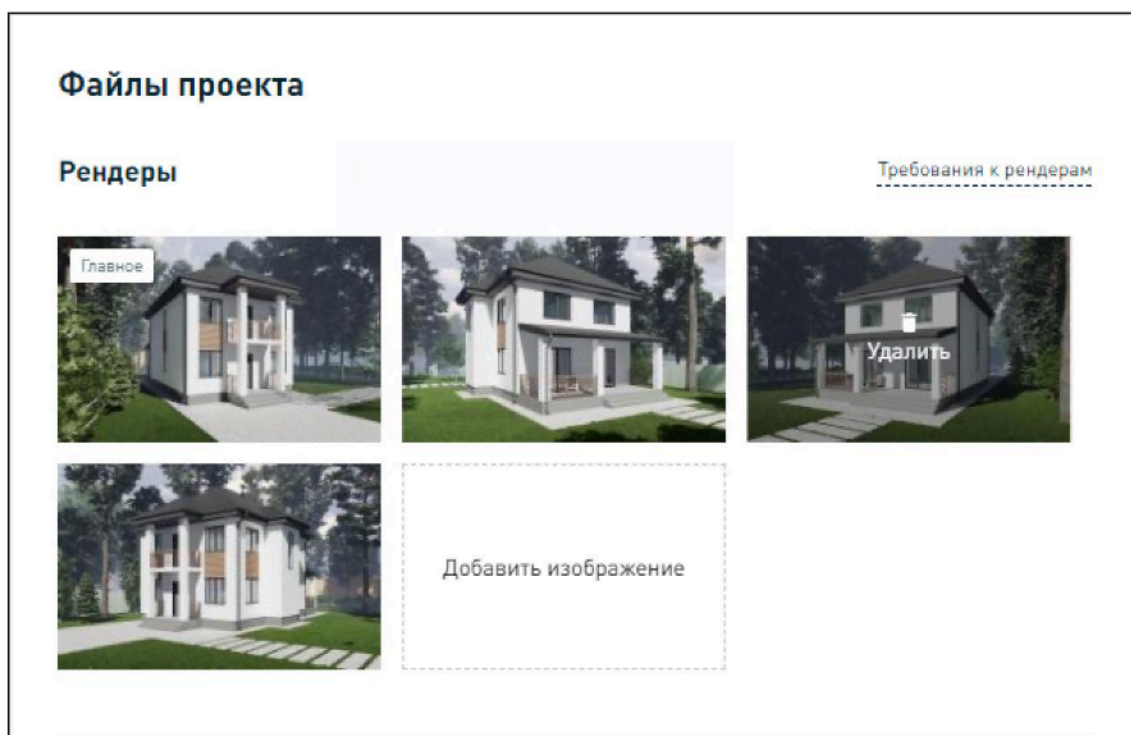 Файлы проекта
Рендеры
Требования к рендерам
Главное
Удалить
Добавить изображение